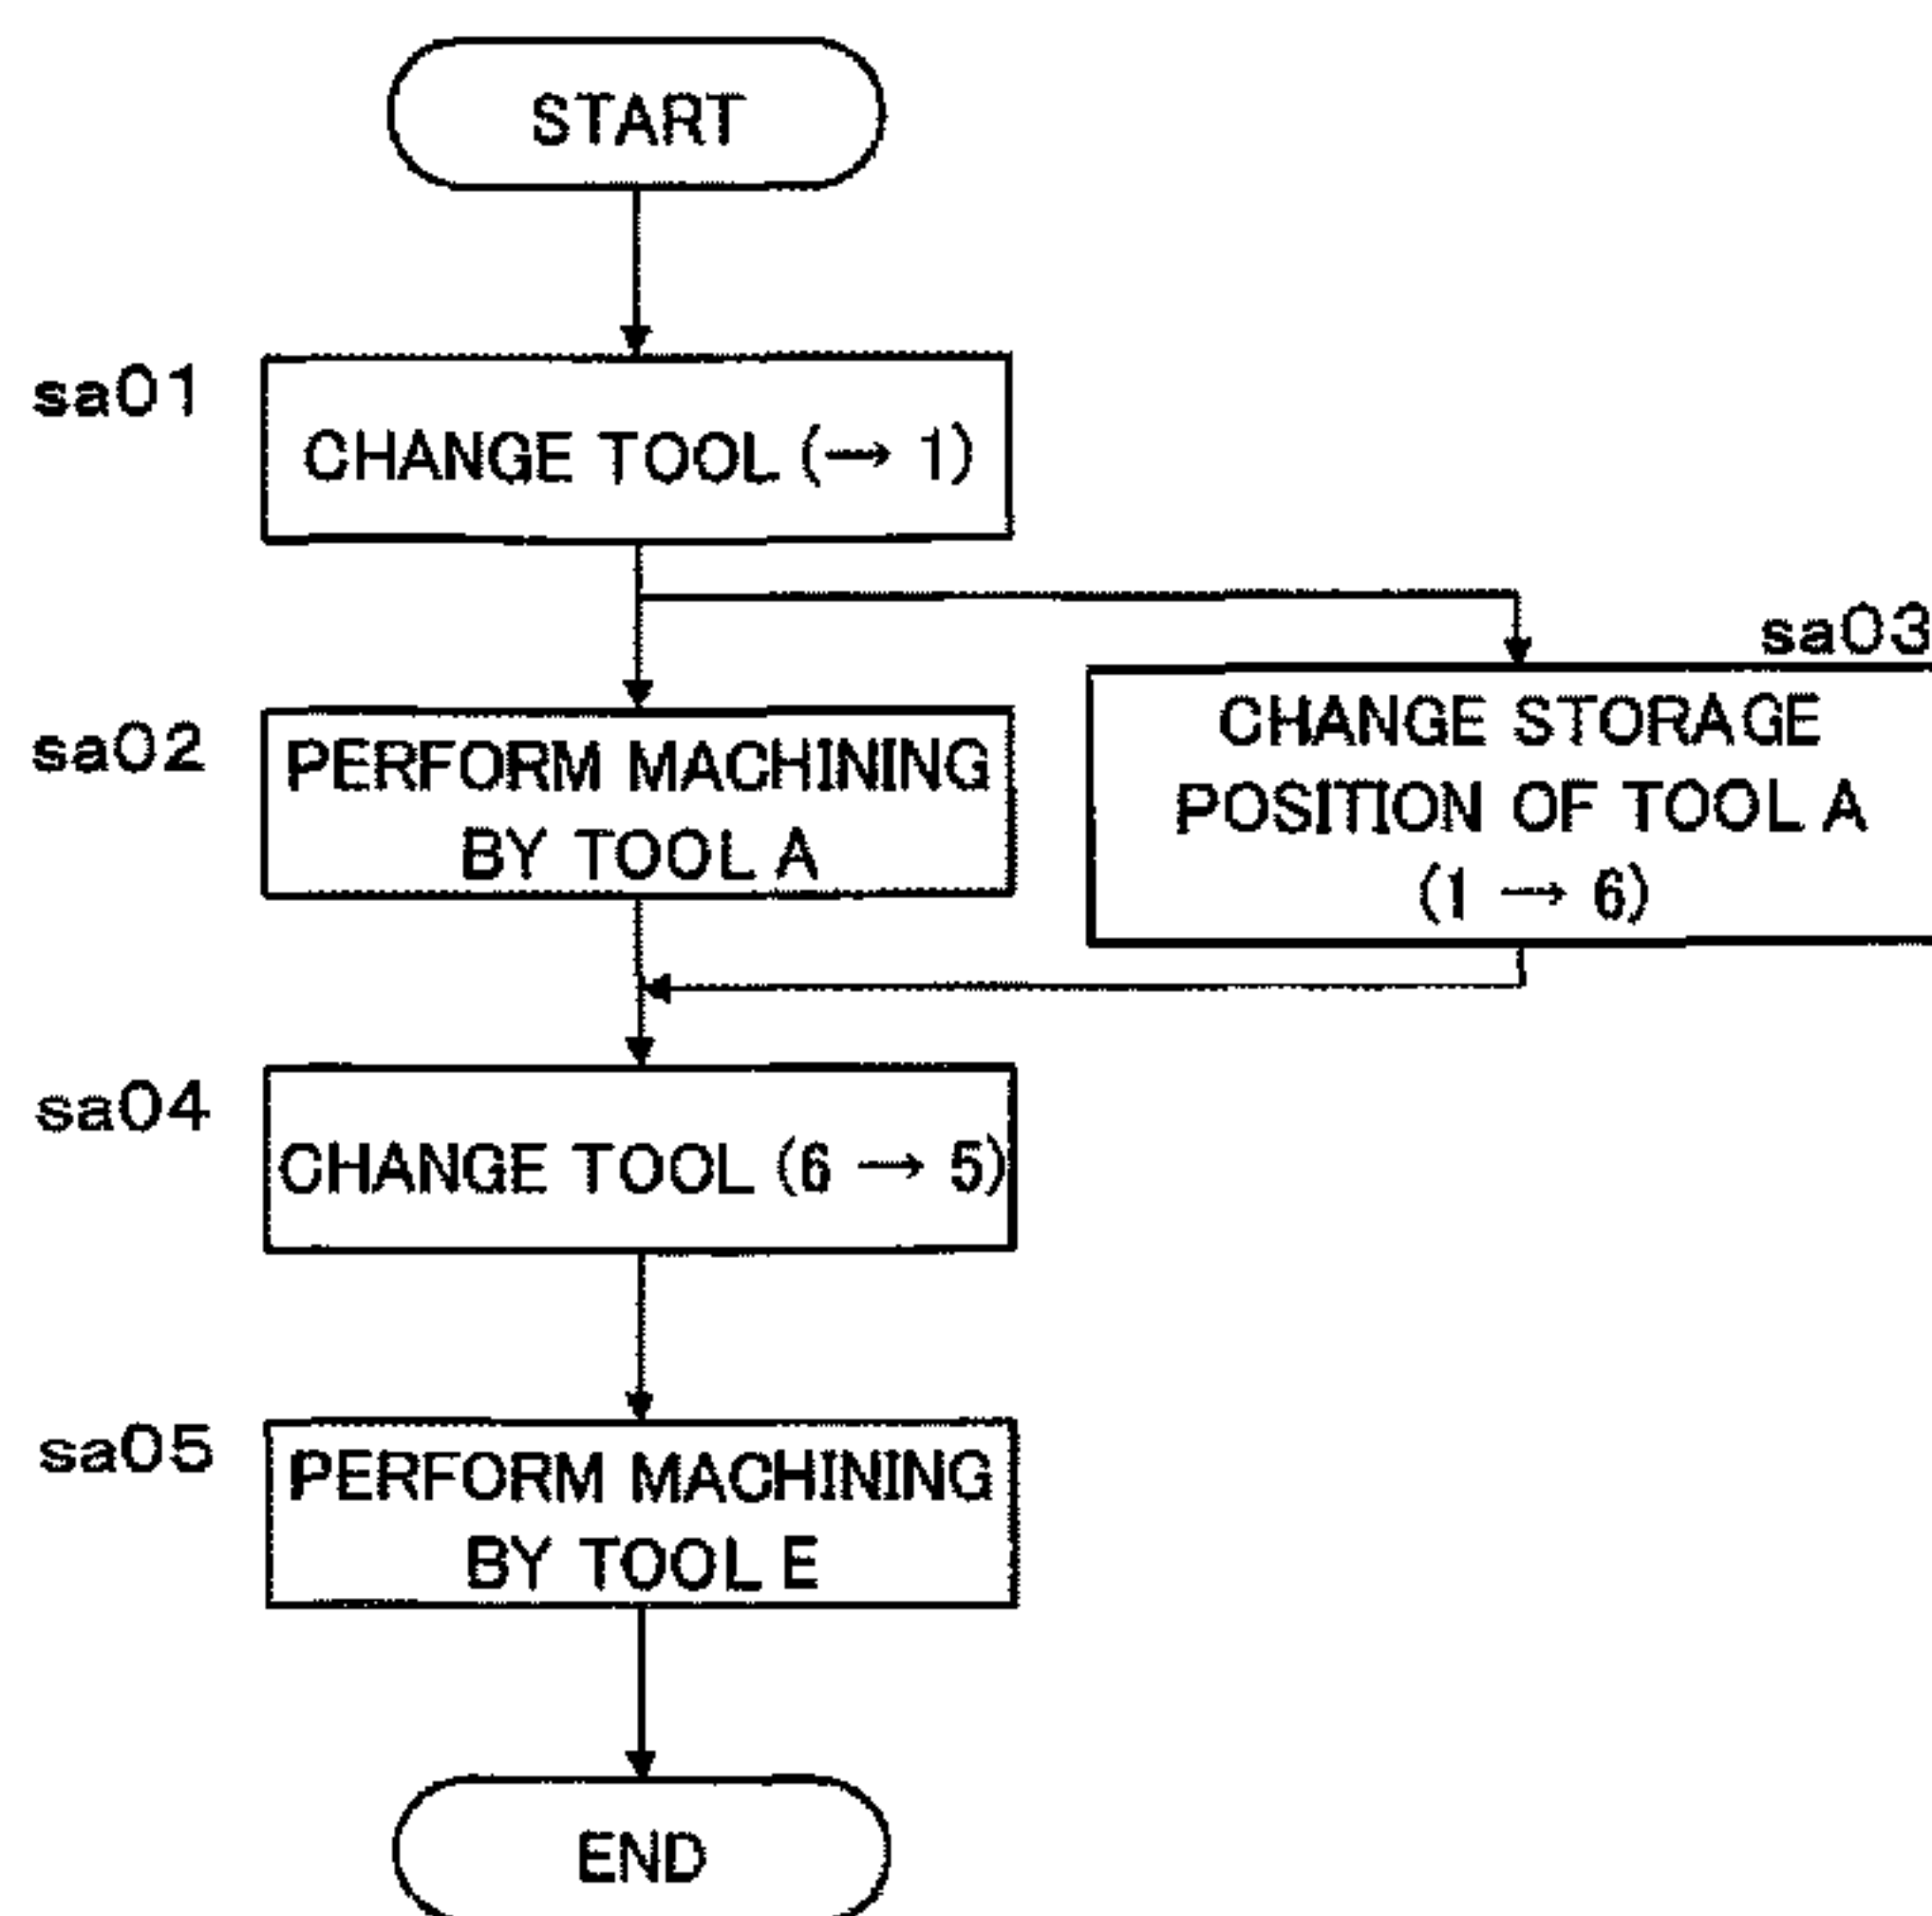 START
sa01
CHANGE TOOL (→ 1)
sa03
sa02
PERFORM MACHINING
BY TOOL A
CHANGE STORAGE
POSITION OF TOOL A
(1 → 6)
sa04
CHANGE TOOL (6 → 5)
sa05
PERFORM MACHINING
BY TOOL E
END